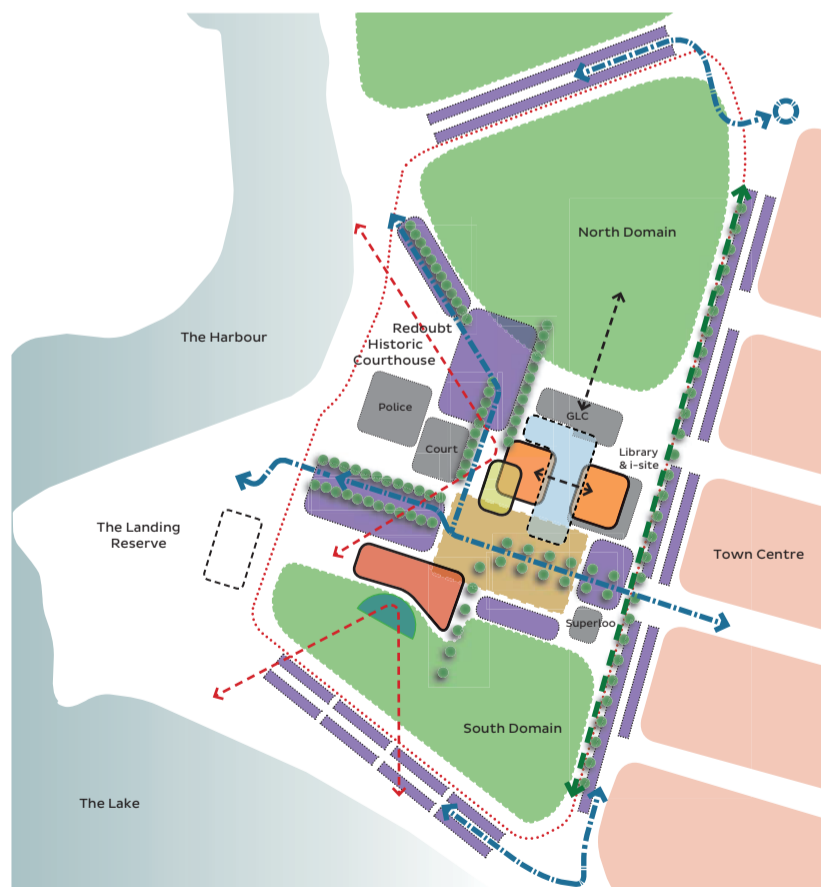 North Domain
The Harbour
Redoubt
Historic
Courthouse
Police
GLC
Court
Library
& i-site
The Landing
Reserve
Town Centre
Superloo
South Domain
The Lake